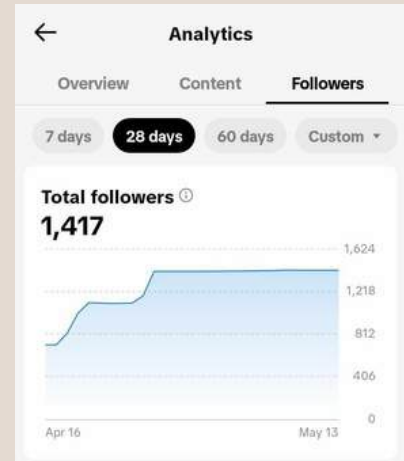 Analytics
Overview Content Followers
7 days 28 days 60 days Custom
Total followers
1,417
1,624
1,218
812
406
0
Apr 16 May 13